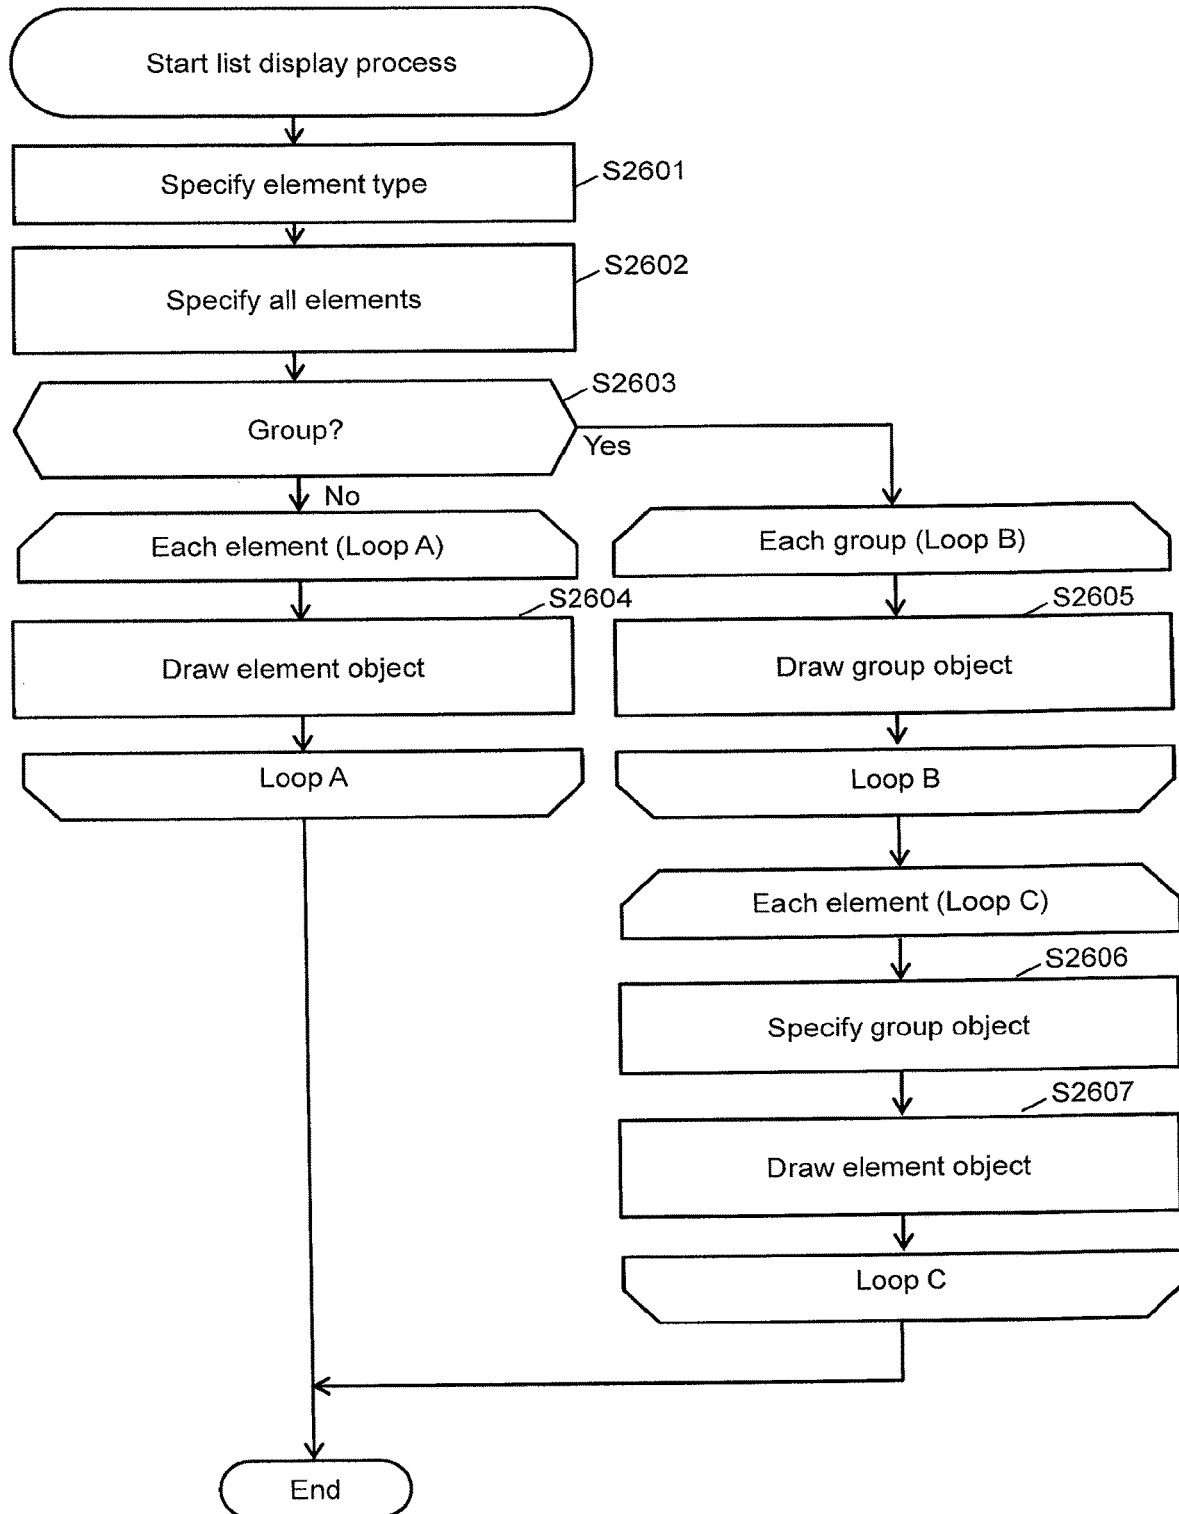 Start list display process
Specify element type
S2601
Specify all elements
S2602
Group?
S2603
Yes
No
Each element (Loop A)
S2604
Draw element object
Loop A
Each group (Loop B)
S2605
Draw group object
Loop B
Each element (Loop C)
S2606
Specify group object
S2607
Draw element object
Loop C
End